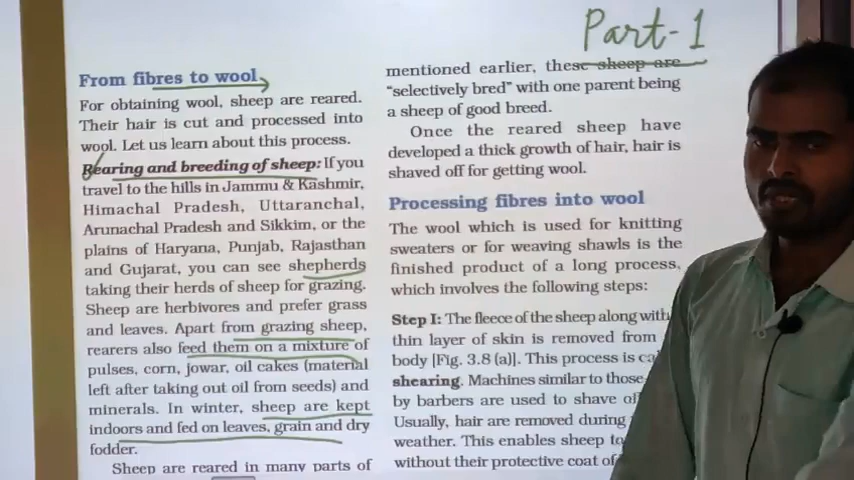 Part-1
From fibres to wool
For obtaining wool, sheep are reared.
Their hair is cut and processed into
wool. Let us learn about this process.
Rearing and breeding of sheep: If you
travel to the hills in Jammu & Kashmir,
Himachal Pradesh, Uttaranchal,
Arunachal Pradesh and Sikkim, or the
plains of Haryana, Punjab, Rajasthan
and Gujarat, you can see shepherds
taking their herds of sheep for grazing.
Sheep are herbivores and prefer grass
and leaves. Apart from grazing sheep,
rearers also feed them on a mixture of
pulses, corn, jowar, oil cakes (material
left after taking out oil from seeds) and
minerals. In winter, sheep are kept
indoors and fed on leaves, grain and dry
fodder.
Sheep are reared in many parts of
mentioned earlier, these sheep are
“selectively bred” with one parent being
a sheep of good breed.
Once the reared sheep have
developed a thick growth of hair, hair is
shaved off for getting wool.
Processing fibres into wool
The wool which is used for knitting
sweaters or for weaving shawls is the
finished product of a long process,
which involves the following steps:
Step I: The fleece of the sheep along with
thin layer of skin is removed from
body [Fig. 3.8(a)]. This process is
shearing. Machines similar to those
by barbers are used to shave
Usually, hair are removed during
weather. This enables sheep to
without their protective coat of